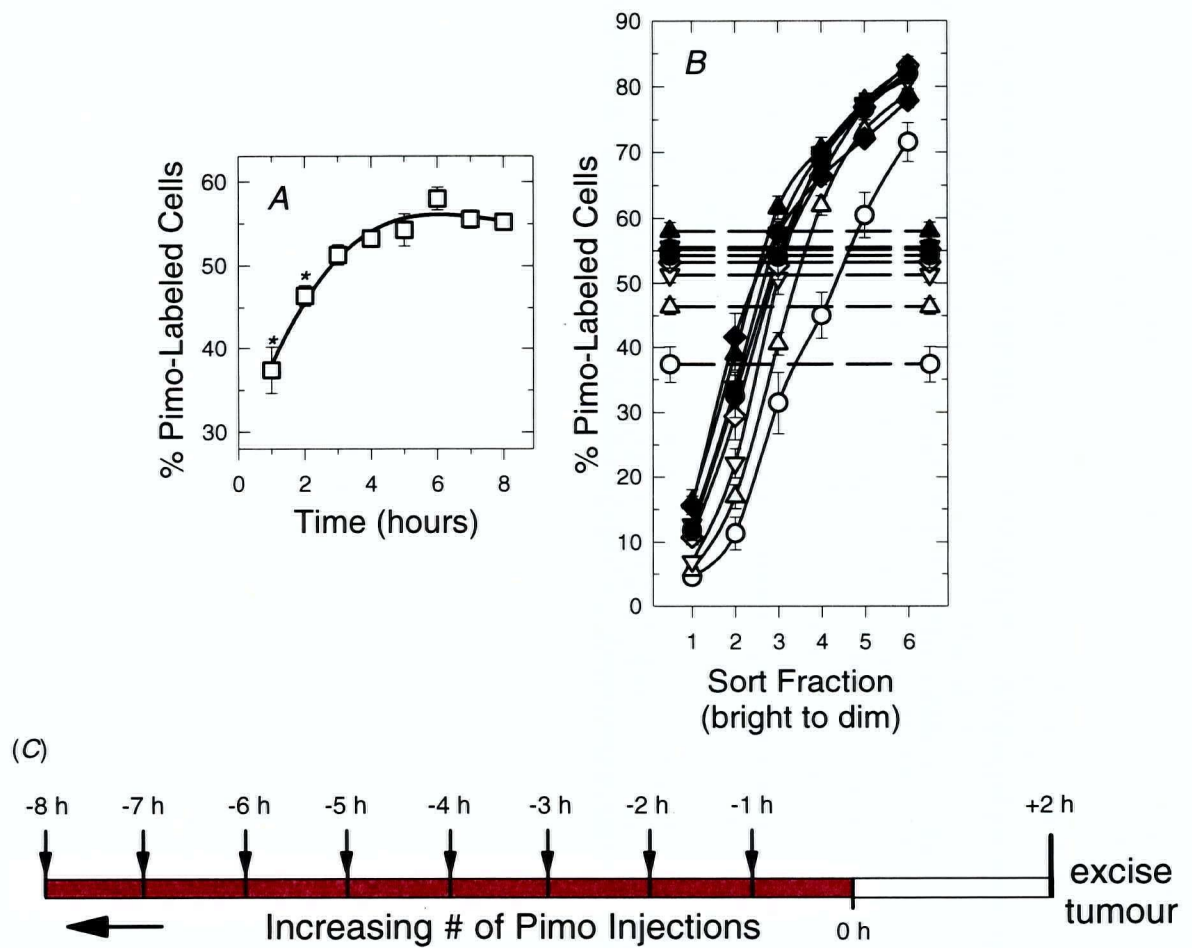 A
% Pimo-Labeled Cells
60
50
40
30
*
*
0 2 4 6 8
Time (hours)
B
% Pimo-Labeled Cells
90
80
70
60
50
40
30
20
10
0
1 2 3 4 5 6
Sort Fraction
(bright to dim)
(C)
-8 h -7 h -6 h -5 h -4 h -3 h -2 h -1 h +2 h
excise
tumour
Increasing # of Pimo Injections
0 h